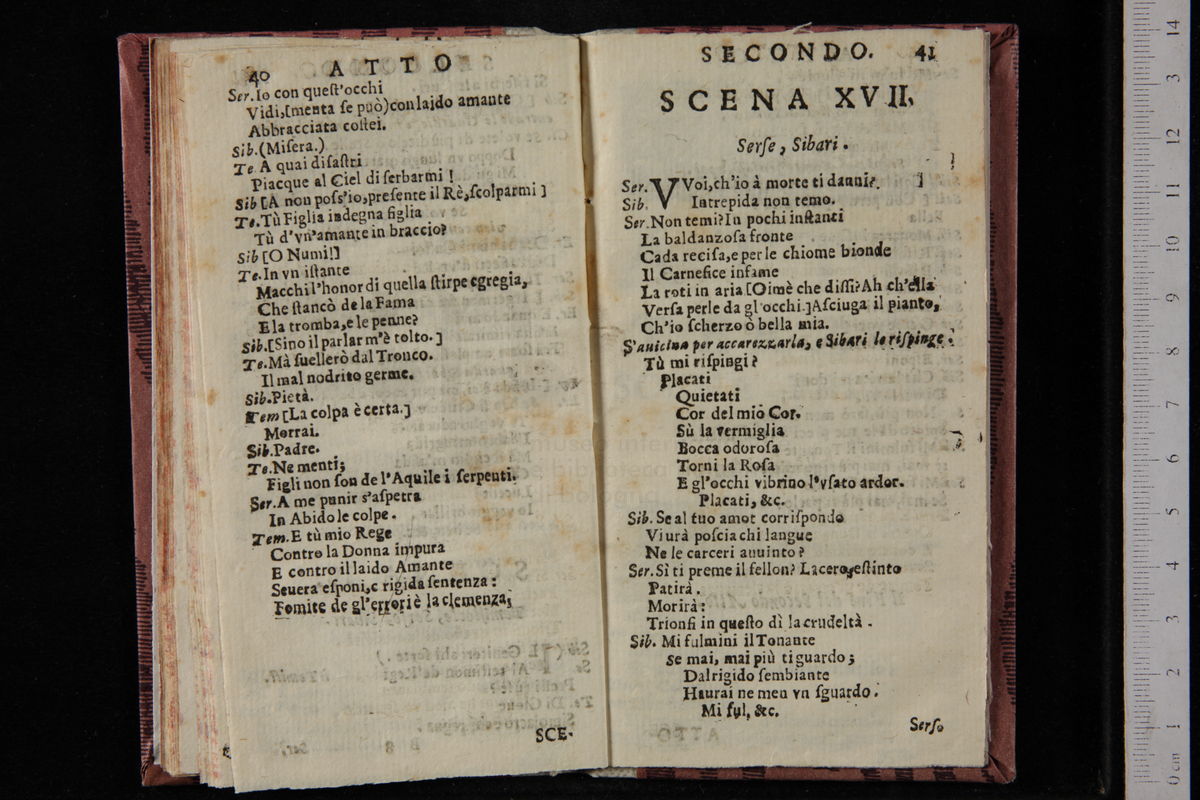 40 ATTO
Ser. Io con queſt'occhi
Vidi,[menta ſe può)con laido amante
Abbracciata coſtei.
Sib.(Miſera.)
Te. A quai diſaſtri
Piacque al Ciel di ſerbarmi !
Sib [A non poſs'io,preſente il Rè,ſcolparmi ]
Te.Tù Figlia indegna figlia
Tù d'vn'amante in braccio?
Sib [O Numi!]
Te.In vn iſtante
Macchi l'honor di quella ſtirpe egregia,
Che ſtancò de la Fama
E la tromba,e le penne?
Sib.[Sino il parlar m'è tolto.]
Te.Mà ſuellerò dal Tronco.
Il mal nodrito germe.
Sib.Pietà.
Tem [La colpa è certa.]
Morrai.
Sib.Padre.
Te.Ne menti;
Figli non ſon de l'Aquile i ſerpenti.
Ser.A me punir s'aſpetta
In Abido le colpe.
Tem.E tù mio Rege
Contro la Donna impura
E contro il laido Amante
Seuera eſponi,e rigida ſentenza:
Fomite de gl'errori è la clemenza,
SCE-
SECONDO. 41
SCENA XVII,
Serſe, Sibari.
Ser. VVoi,ch'io à morte ti danni?
Sib. Intrepida non temo.
Ser.Non temi?In pochi inſtanti
La baldanzoſa fronte
Cada reciſa,e per le chiome bionde
Il Carnefice infame
La roti in aria [Oimè che diſſi?Ah ch'ella
Verſa perle da gl'occhi.]Aſciuga il pianto,
Ch'io ſcherzo ò bella mia.
S'auicina per accarezzarla, e Sibari lo riſpinge.
Tù mi riſpingi?
Placati
Quietati
Cor del mio Cor.
Sù la vermiglia
Bocca odoroſa
Torni la Roſa
E gl'occhi vibrino l'vſato ardor.
Placati, &c.
Sib. Se al tuo amor corriſpondo
Viurà poſcia chi langue
Ne le carceri auuinto?
Ser.Sì ti preme il fellon? Lacero,eſtinto
Patirà.
Morirà:
Trionfi in queſto dì la crudeltà.
Sib. Mi fulmini il Tonante
Se mai, mai più ti guardo;
Dal rigido ſembiante
Haurai ne men vn ſguardo.
Mi ful, &c.
Serſe